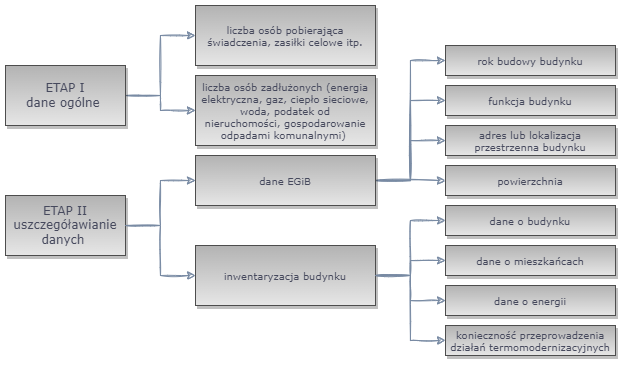 ETAP I
dane ogólne
liczba osób pobierająca
świadczenia, zasiłki celowe itp.
liczba osób zadłużonych (energia
elektryczna, gaz, ciepło sieciowe,
woda, podatek od
nieruchomości, gospodarowanie
odpadami komunalnymi)
ETAP II
uszczegóławianie
danych
dane EGiB
rok budowy budynku
funkcja budynku
adres lub lokalizacja
przestrzenna budynku
powierzchnia
inwentaryzacja budynku
dane o budynku
dane o mieszkańcach
dane o energii
konieczność przeprowadzenia
działań termomodernizacyjnych